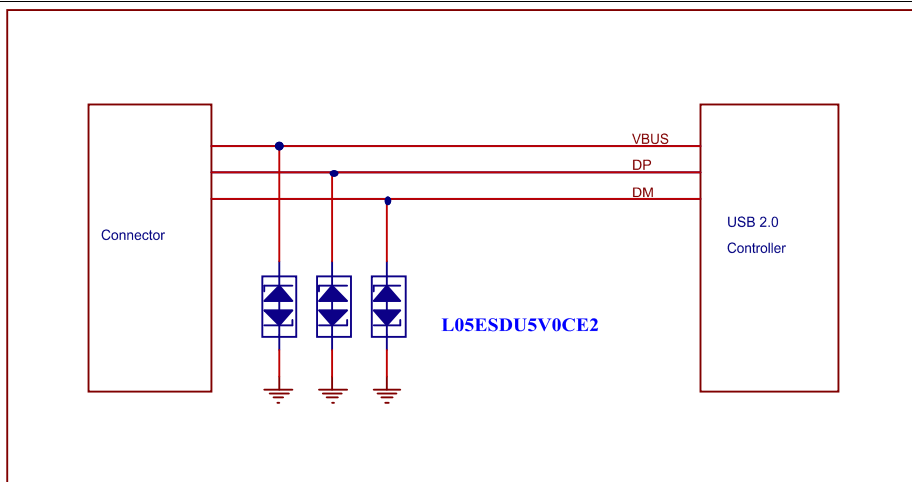 VBUS
DP
DM
Connector
USB 2.0
Controller
L05ESDU5V0CE2